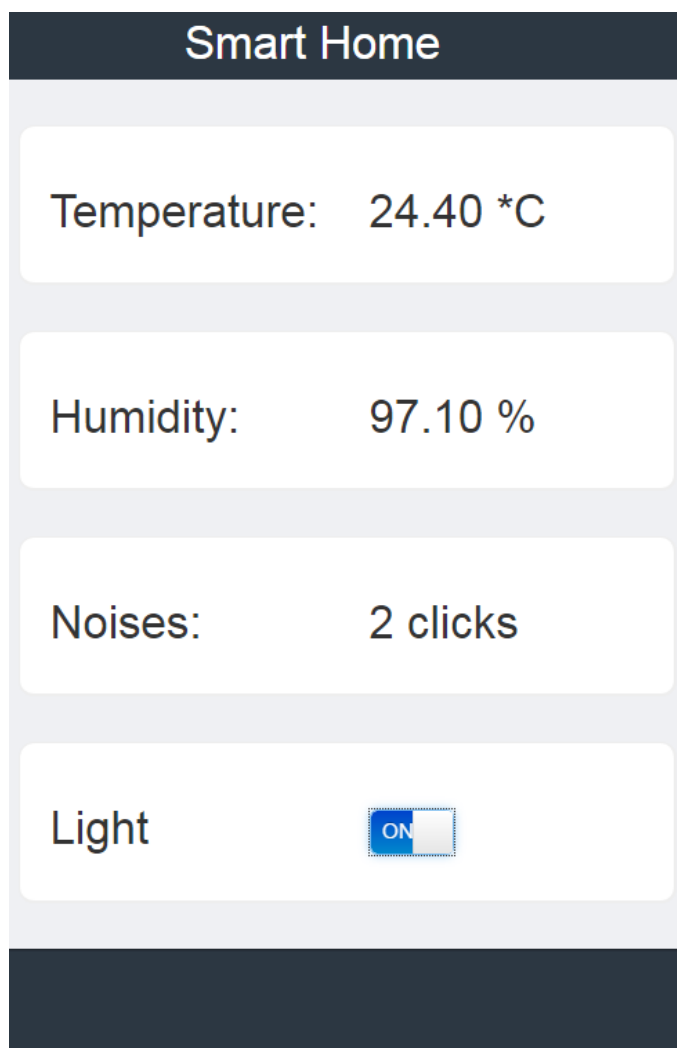 Smart Home
Temperature: 24.40 *C
Humidity: 97.10 %
Noises: 2 clicks
Light ON